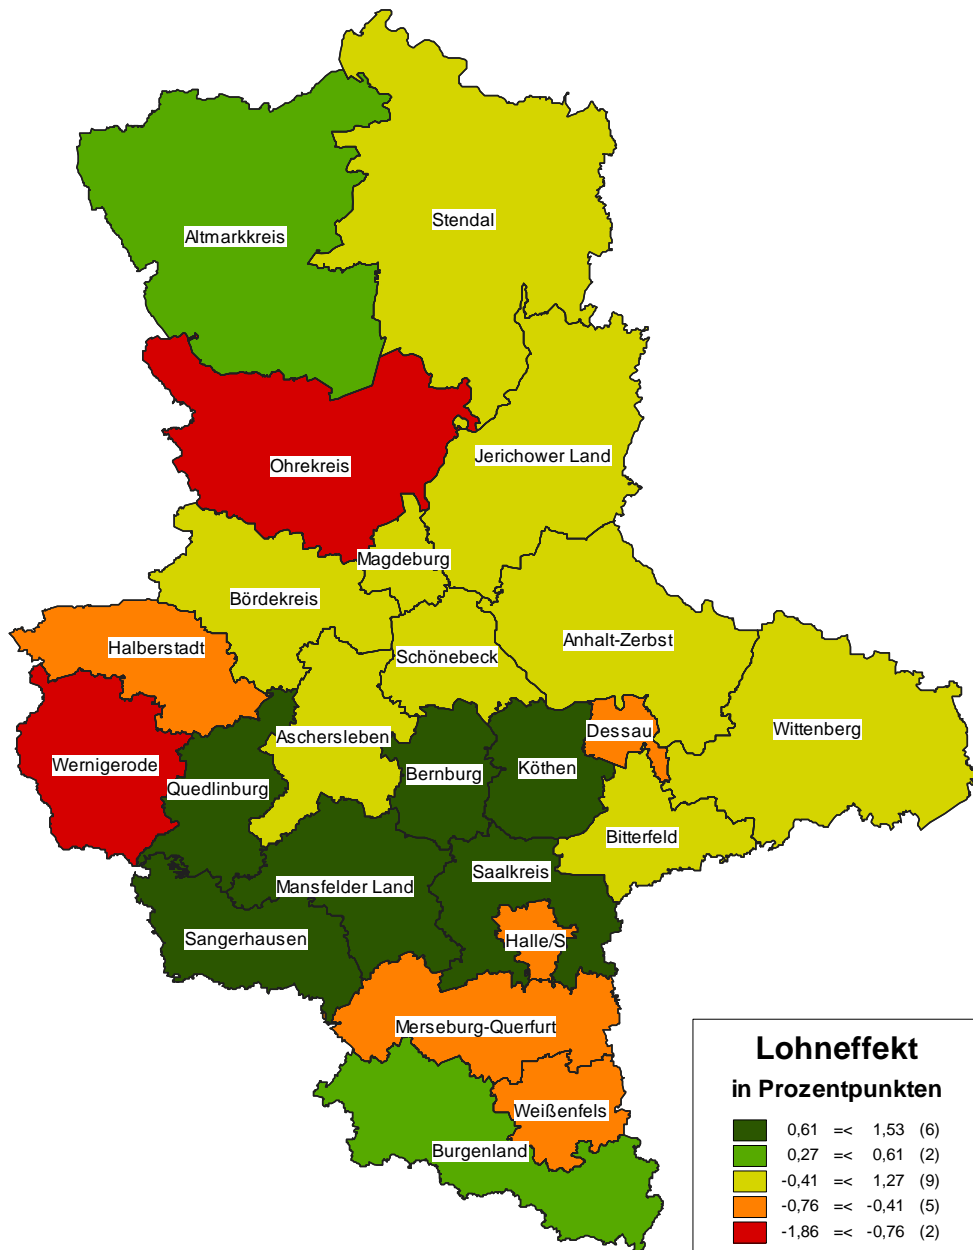 Stendal
Altmarkkreis
Jerichower Land
Ohrekreis
Magdeburg
Bördekreis
Anhalt-Zerbst
Halberstadt
Schönebeck
Wittenberg
Dessau
Aschersleben
Wernigerode
Köthen
Bernburg
Quedlinburg
Bitterfeld
Saalkreis
Mansfelder Land
Sangerhausen
Halle/S
Merseburg-Querfurt
Weißenfels
Burgenland
Lohneffekt
in Prozentpunkten
0,61 =< 1,53 (6)
0,27 =< 0,61 (2)
-0,41 =< 1,27 (9)
-0,76 =< -0,41 (5)
-1,86 =< -0,76 (2)